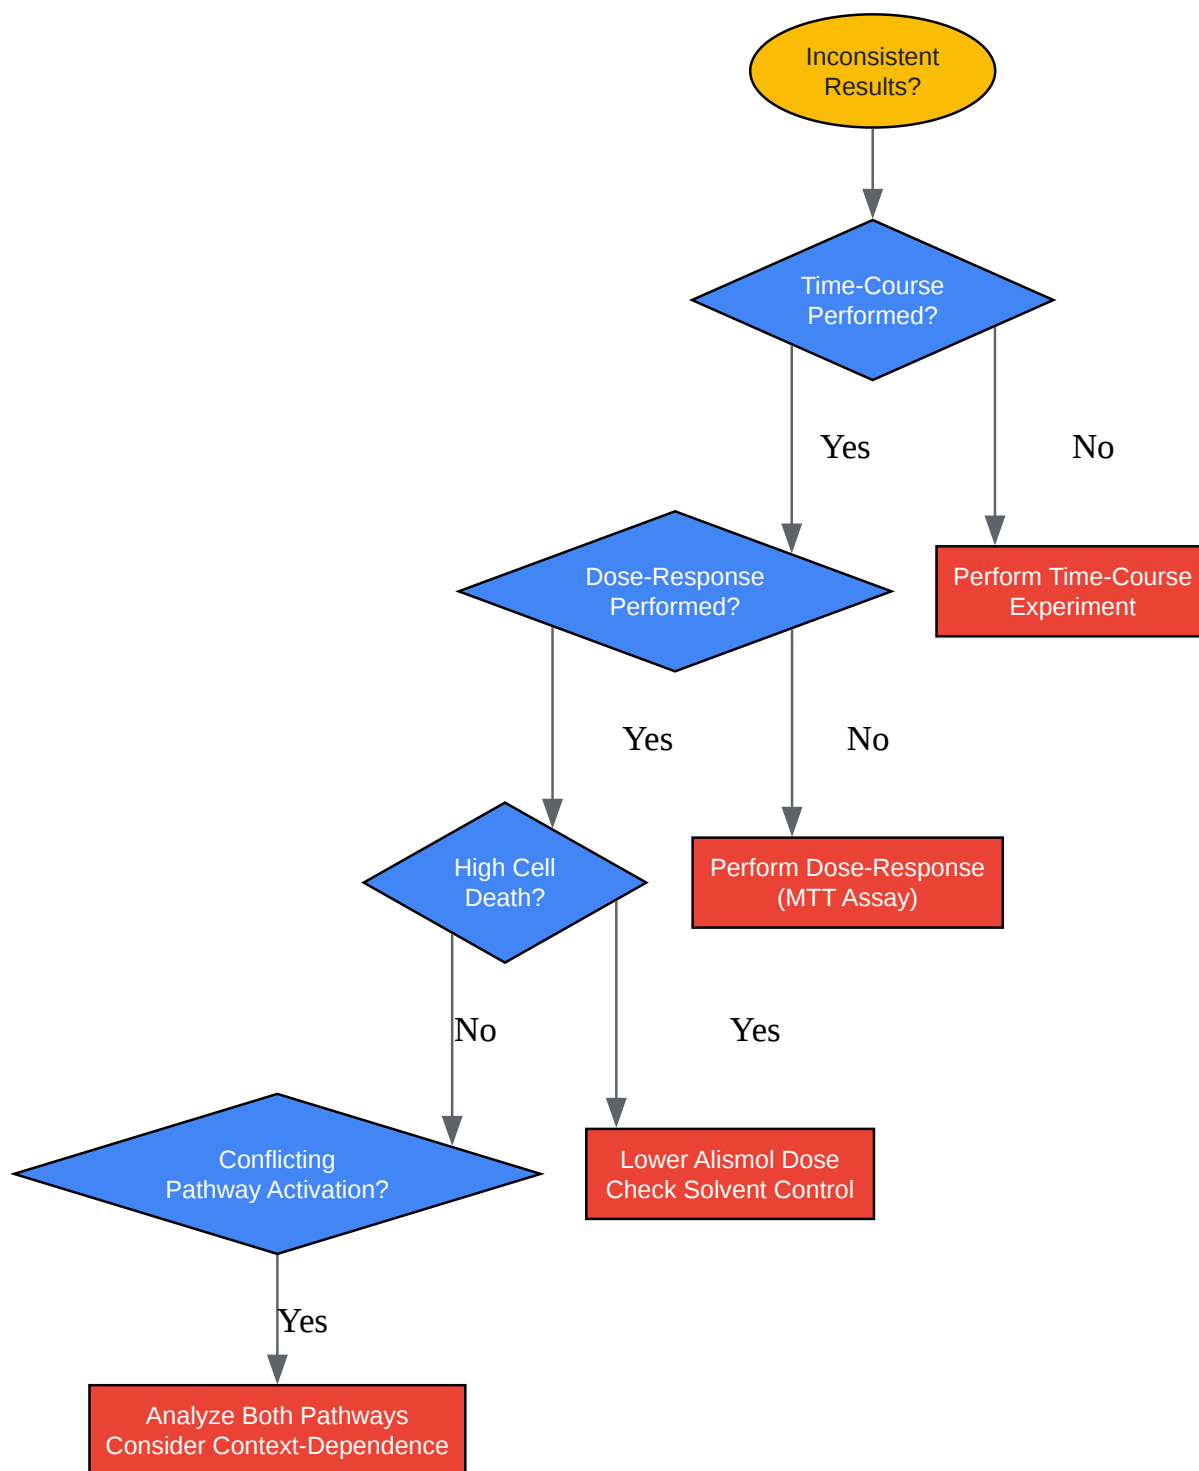 Inconsistent
Results?
Time-Course
Performed?
Yes
No
Dose-Response
Performed?
Perform Time-Course
Experiment
Yes
No
High Cell
Death?
Perform Dose-Response
(MTT Assay)
No
Yes
Conflicting
Pathway Activation?
Lower Alismol Dose
Check Solvent Control
Yes
Analyze Both Pathways
Consider Context-Dependence